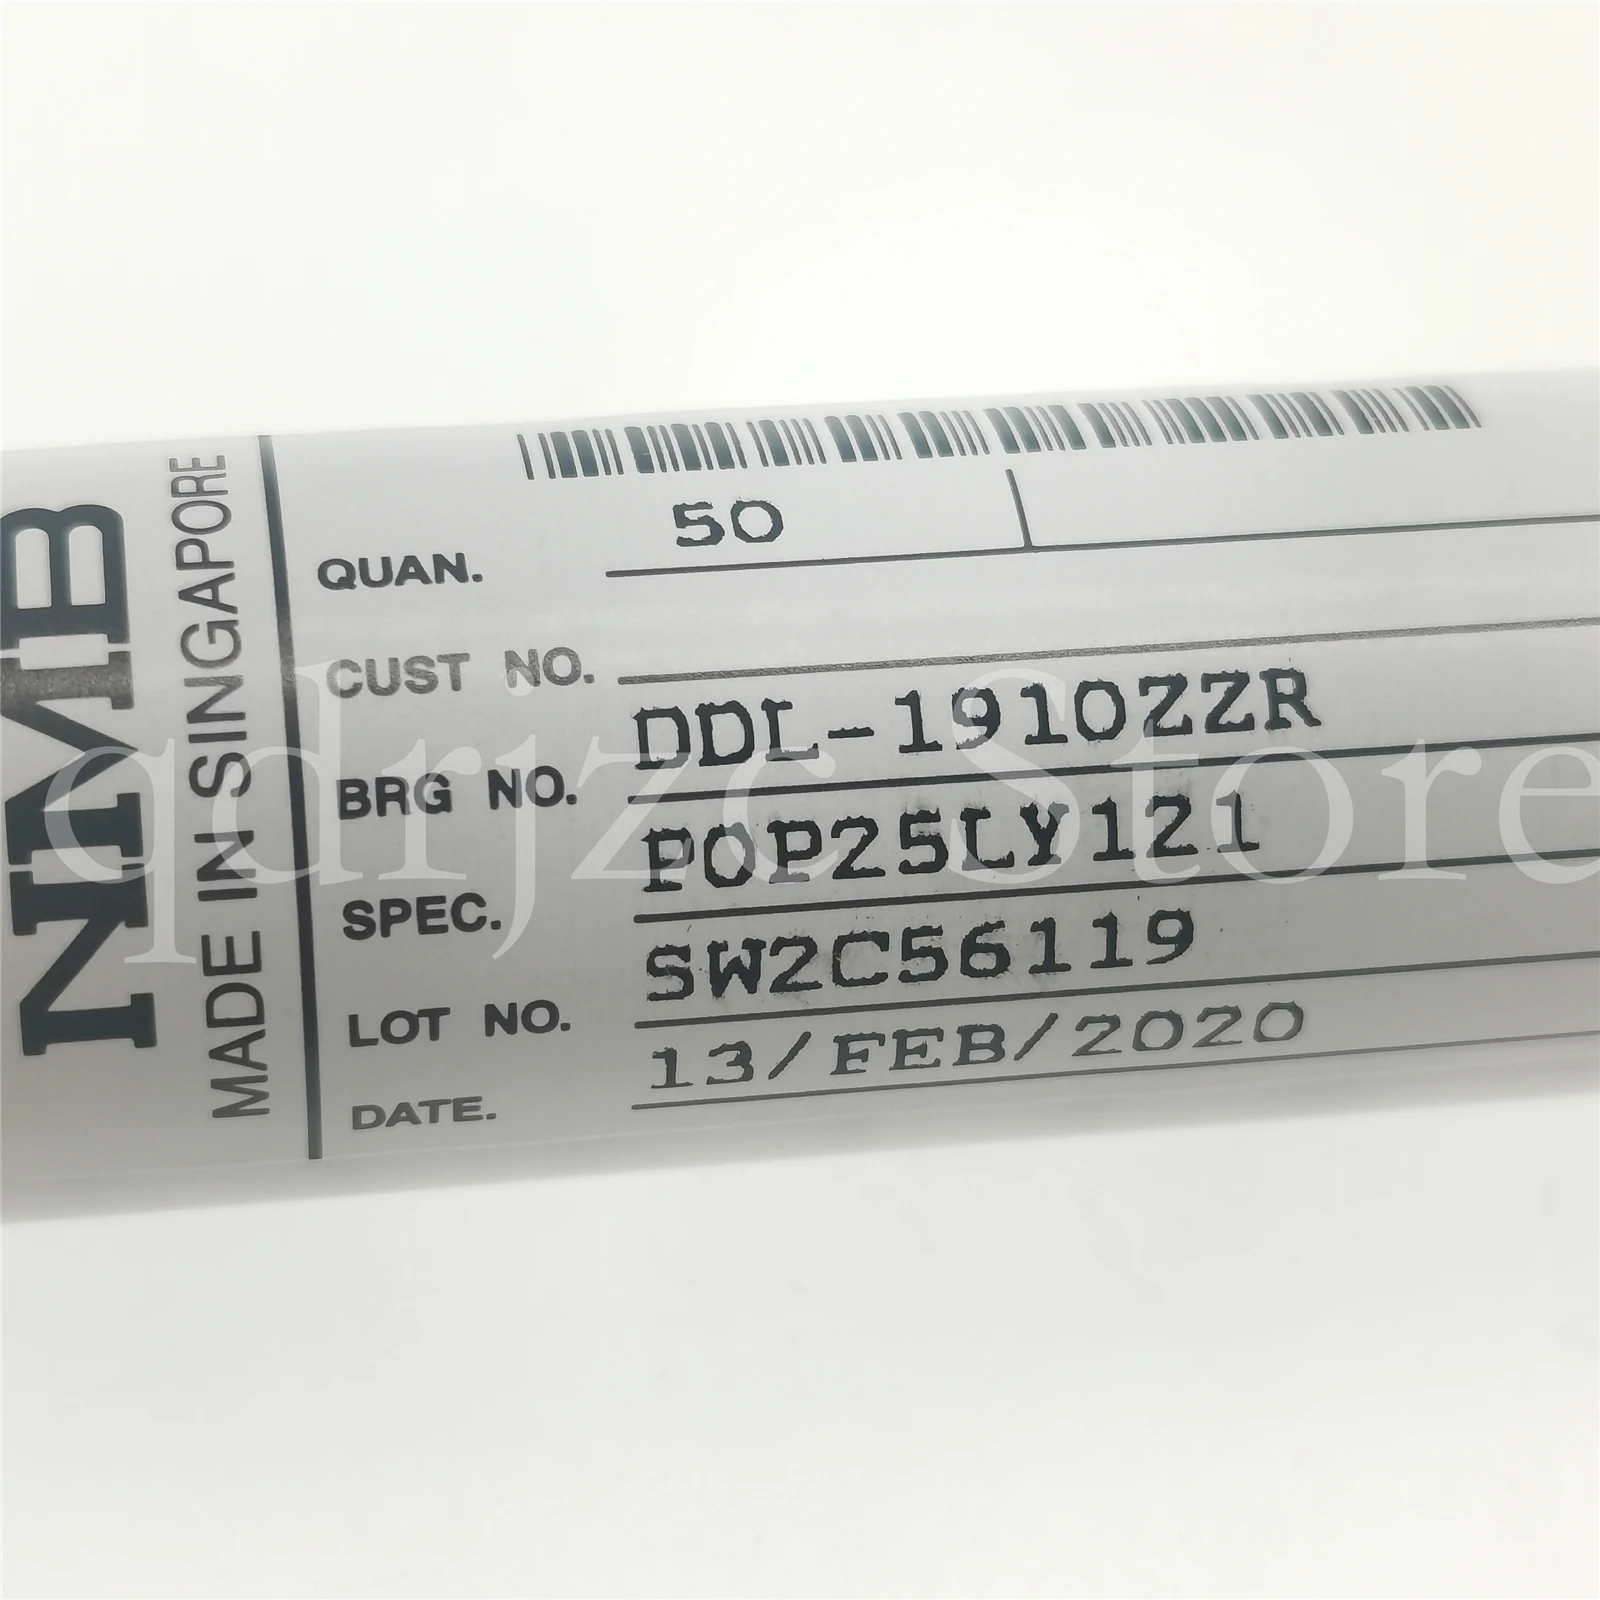 NMB
MADE IN SINGAPORE
QUAN. 50
CUST NO.
BRG NO. DDL-1910ZZR
SPEC. P0P25LY121
LOT NO. SW2C56119
DATE. 13/FEB/2020
qdrjzc Store